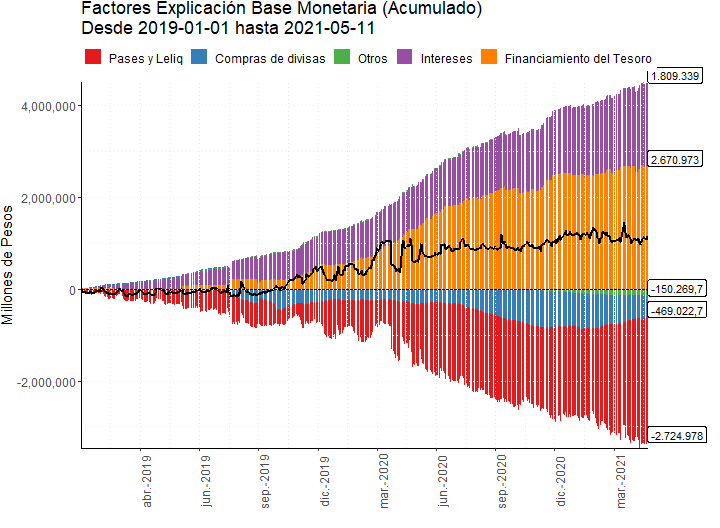 Factores Explicación Base Monetaria (Acumulado)
Desde 2019-01-01 hasta 2021-05-11
Pases y Leliq Compras de divisas Otros Intereses Financiamiento del Tesoro
Millones de Pesos
4,000,000
2,000,000
0
-2,000,000
1.809.339
2.670.973
-150.269,7
-469.022,7
-2.724.978
abr.-2019
jun.-2019
sep.-2019
dic.-2019
mar.-2020
jun.-2020
sep.-2020
dic.-2020
mar.-2021